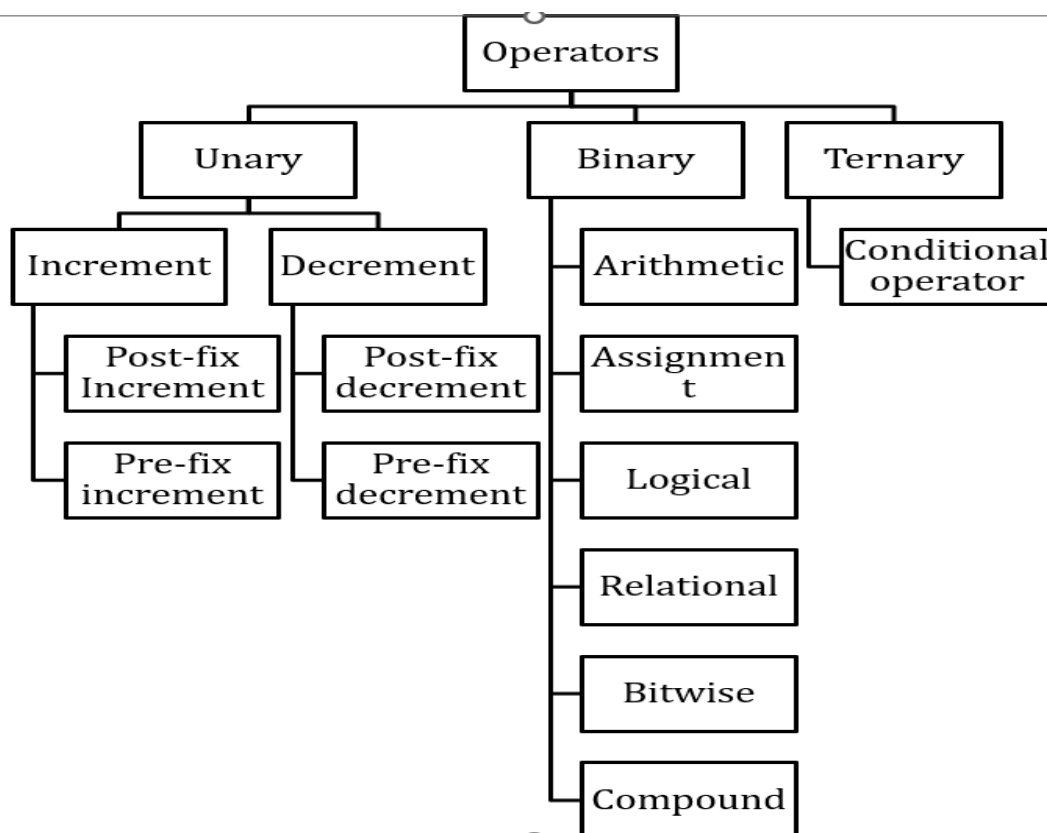 Operators
Unary
Binary
Ternary
Increment
Decrement
Arithmetic
Conditional
operator
Post-fix
Increment
Post-fix
decrement
Assignmen
t
Pre-fix
increment
Pre-fix
decrement
Logical
Relational
Bitwise
Compound